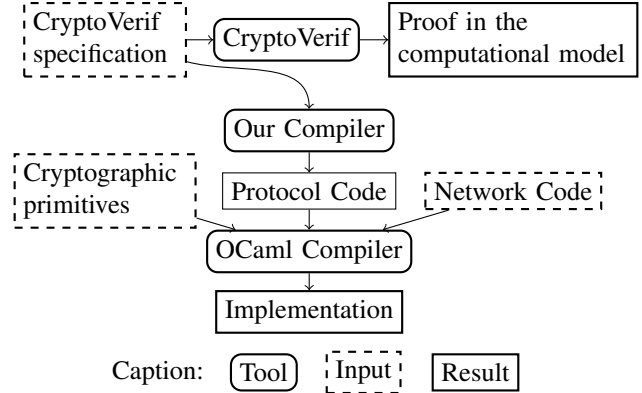 CryptoVerif
specification
CryptoVerif
Proof in the
computational model
Our Compiler
Cryptographic
primitives
Protocol Code
Network Code
OCaml Compiler
Implementation
Caption: Tool Input Result